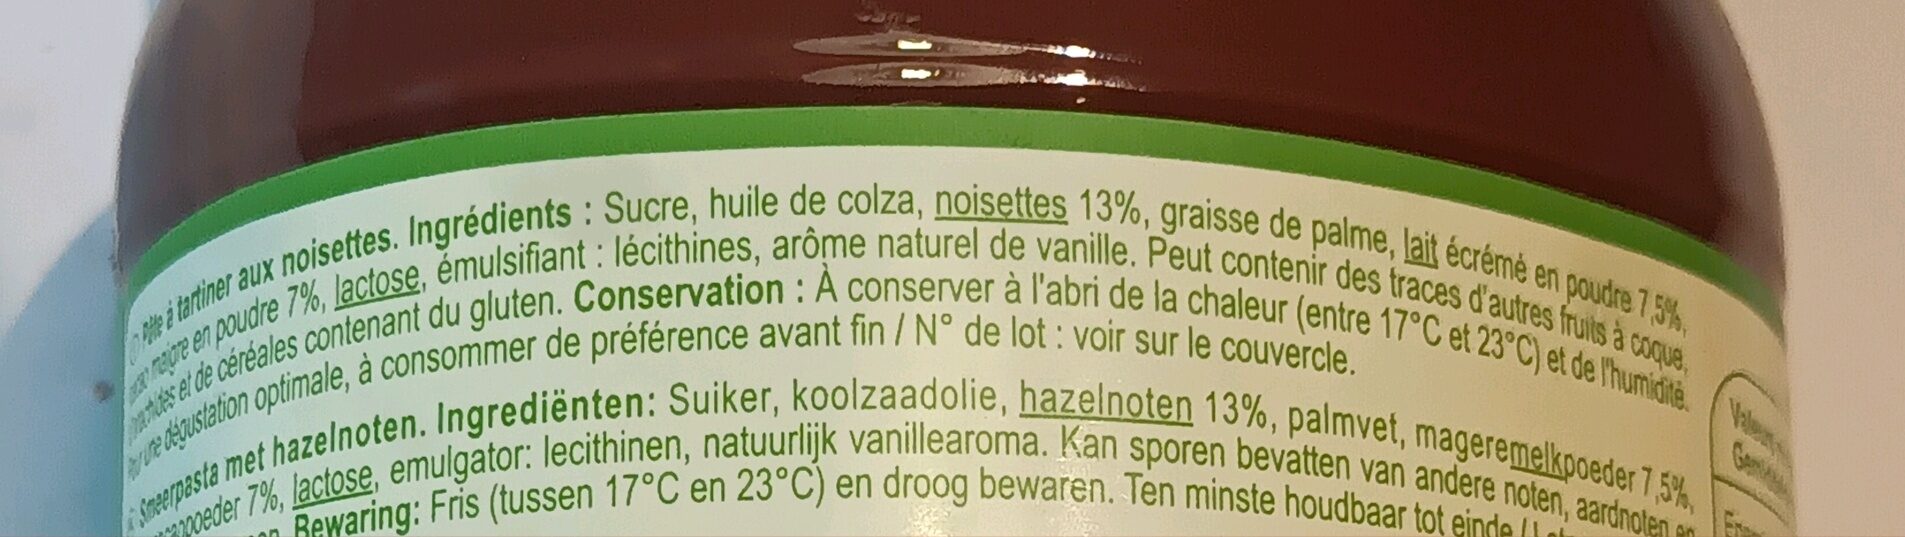 Pâte à tartiner aux noisettes. Ingrédients : Sucre, huile de colza, noisettes 13%, graisse de palme, lait écrémé en poudre 7,5%,
maigre en poudre 7%, lactose, émulsifiant : lécithines, arôme naturel de vanille. Peut contenir des traces d'autres fruits à coque,
et de céréales contenant du gluten. Conservation : À conserver à l'abri de la chaleur (entre 17°C et 23°C) et de l'humidité.
Pour une dégustation optimale, à consommer de préférence avant fin / N° de lot : voir sur le couvercle.
Smeerpasta met hazelnoten. Ingrediënten: Suiker, koolzaadolie, hazelnoten 13%, palmvet, mageremelkpoeder 7,5%,
7%, lactose, emulgator: lecithinen, natuurlijk vanillearoma. Kan sporen bevatten van andere noten, aardnoten en
Bewaring: Fris (tussen 17°C en 23°C) en droog bewaren. Ten minste houdbaar tot einde /